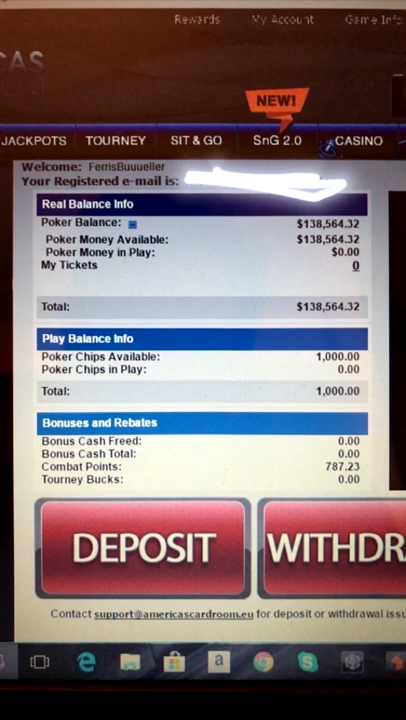 Rewards My Account Game Info
CAS
NEW!
JACKPOTS TOURNEY SIT & GO SnG 2.0 CASINO
Welcome: FerrisBuuueller
Your Registered e-mail is:
Real Balance Info
Poker Balance: $138,564.32
Poker Money Available: $138,564.32
Poker Money in Play: $0.00
My Tickets 0
Total: $138,564.32
Play Balance Info
Poker Chips Available: 1,000.00
Poker Chips in Play: 0.00
Total: 1,000.00
Bonuses and Rebates
Bonus Cash Freed: 0.00
Bonus Cash Total: 0.00
Combat Points: 787.23
Tourney Bucks: 0.00
DEPOSIT WITHDR
Contact support@americascardroom.eu for deposit or withdrawal issu